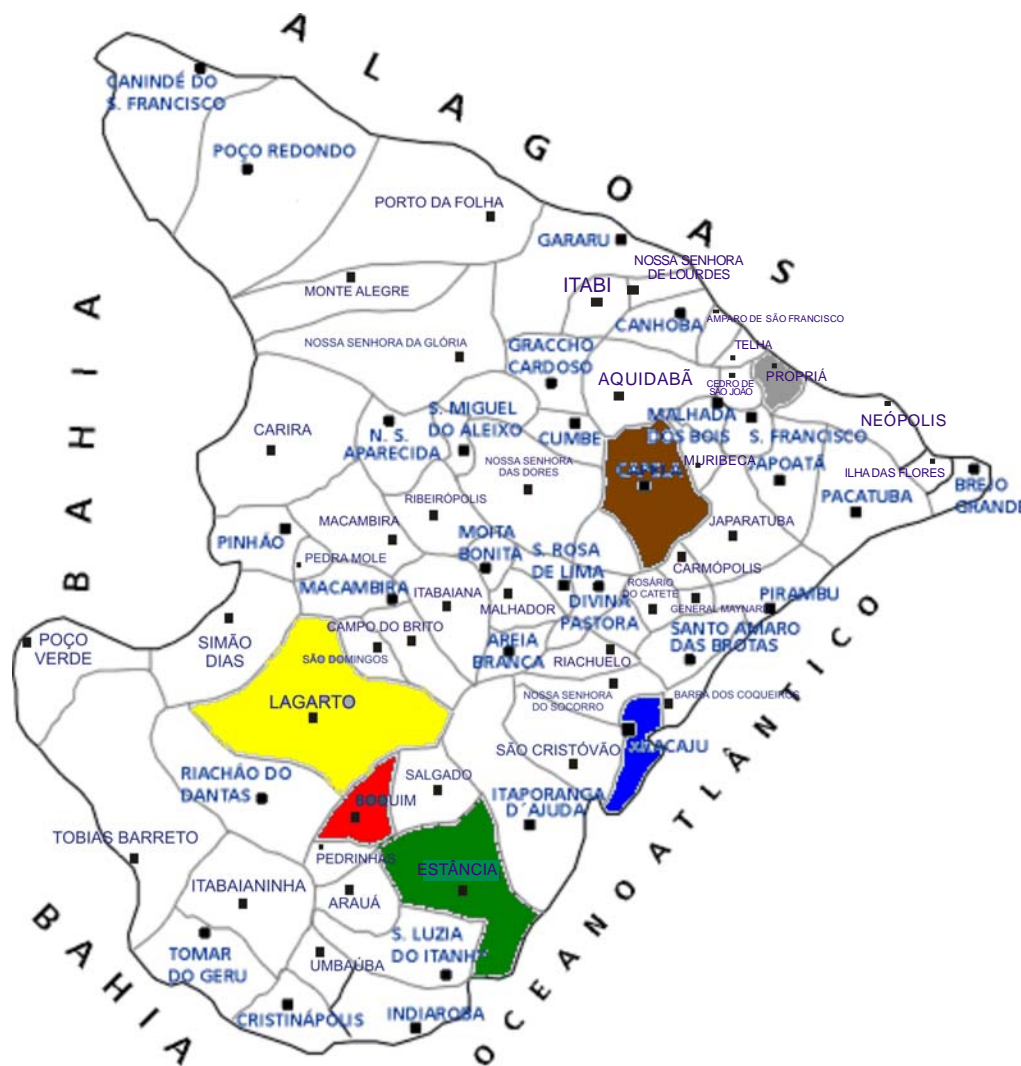 ALAGOAS
CANINDÉ DO
S. FRANCISCO
POÇO REDONDO
PORTO DA FOLHA
GARARU
NOSSA SENHORA
DE LOURDES
ITABI
MONTE ALEGRE
CANHOBA
AMPARO DE SÃO FRANCISCO
BAHIA
NOSSA SENHORA DA GLÓRIA
GRACCHO
CARDOSO
TELHA
AQUIDABÃ
CEDRO DE
SÃO JOÃO
PROPRIÁ
NEÓPOLIS
CARIRA
N. S.
APARECIDA
S. MIGUEL
DO ALEIXO
CUMBE
MALHADA
DOS BOIS
S. FRANCISCO
NOSSA SENHORA
DAS DORES
CAPELA
MURIBECA
JAPOATÃ
ILHA DAS FLORES
BREJO
GRANDE
PACATUBA
RIBEIRÓPOLIS
MACAMBIRA
PINHÃO
PEDRA MOLE
MOITA
BONITA
S. ROSA
DE LIMA
JAPARATUBA
CARMÓPOLIS
MACAMBIRA
ITABAIANA
MALHADOR
DIVINA
PASTORA
ROSÁRIO
DO CATETE
GENERAL MAYNARD
PIRAMBU
POÇO
VERDE
SIMÃO
DIAS
CAMPO DO BRITO
SÃO DOMINGOS
AREIA
BRANCA
RIACHUELO
SANTO AMARO
DAS BROTAS
LAGARTO
NOSSA SENHORA
DO SOCORRO
BARRA DOS COQUEIROS
SÃO CRISTÓVÃO
ARACAJU
RIACHÃO DO
DANTAS
BOQUIM
SALGADO
ITAPORANGA
D´AJUDA
OCEANO ATLÂNTICO
TOBIAS BARRETO
PEDRINHAS
ESTÂNCIA
ITABAIANINHA
ARAUÁ
TOMAR
DO GERU
UMBAÚBA
S. LUZIA
DO ITANHY
CRISTINÁPOLIS
INDIAROBA
BAHIA